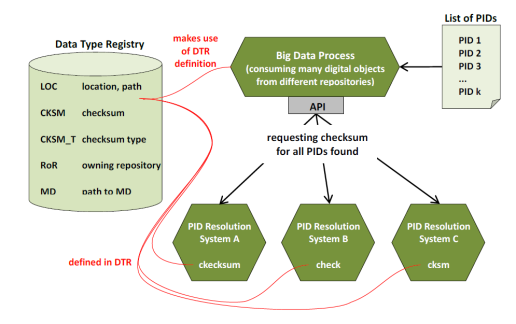 List of PIDs
PID 1
PID 2
PID 3
...
PID k
makes use
of DTR
definition
Data Type Registry
LOC location, path
CKSM checksum
CKSM_T checksum type
RoR owning repository
MD path to MD
Big Data Process
(consuming many digital objects
from different repositories)
API
requesting checksum
for all PIDs found
PID Resolution
System A
ckecksum
PID Resolution
System B
check
PID Resolution
System C
cksm
defined in DTR